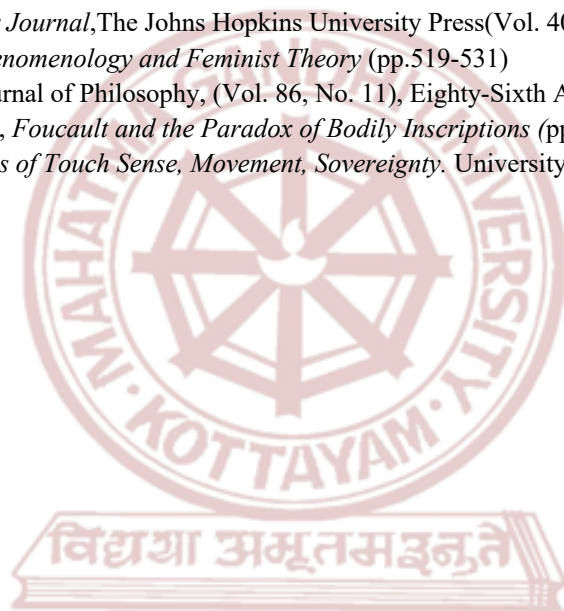 Journal,The Johns Hopkins University Press(Vol. 40
enomenology and Feminist Theory (pp.519-531)
urnal of Philosophy, (Vol. 86, No. 11), Eighty-Sixth A
, Foucault and the Paradox of Bodily Inscriptions (pp
s of Touch Sense, Movement, Sovereignty. University
MAHATMA GANDHI UNIVERSITY
KOTTAYAM
विद्यया अमृतमश्नुते